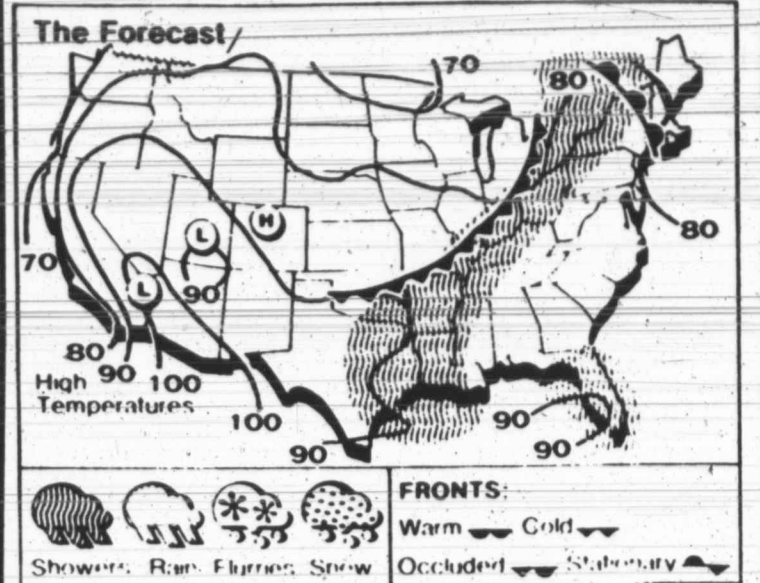 The Forecast
70
80
H
L
80
90
70
L
80
90
100
High
Temperatures
100
90
90
90
FRONTS:
Warm
Cold
Showers
Rain
Flurries
Snow
Occluded
Stationary